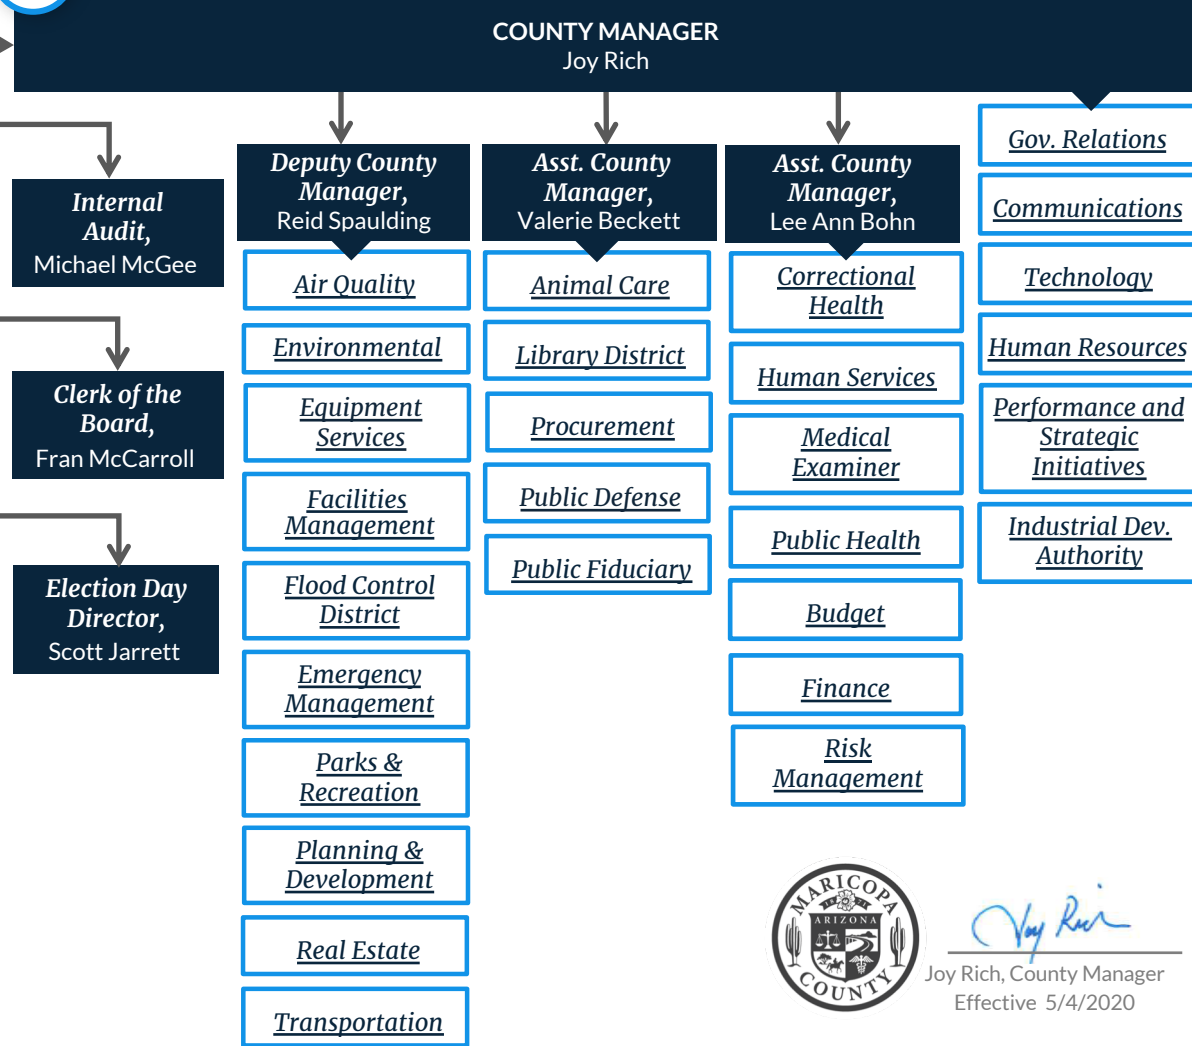 COUNTY MANAGER
Joy Rich
Internal
Audit,
Michael McGee
Clerk of the
Board,
Fran McCarroll
Election Day
Director,
Scott Jarrett
Deputy County
Manager,
Reid Spaulding
Air Quality
Environmental
Equipment
Services
Facilities
Management
Flood Control
District
Emergency
Management
Parks &
Recreation
Planning &
Development
Real Estate
Transportation
Asst. County
Manager,
Valerie Beckett
Animal Care
Library District
Procurement
Public Defense
Public Fiduciary
Asst. County
Manager,
Lee Ann Bohn
Correctional
Health
Human Services
Medical
Examiner
Public Health
Budget
Finance
Risk
Management
Gov. Relations
Communications
Technology
Human Resources
Performance and
Strategic
Initiatives
Industrial Dev.
Authority
MARICOPA
1871
ARIZONA
COUNTY
Joy Rich
Joy Rich, County Manager
Effective 5/4/2020